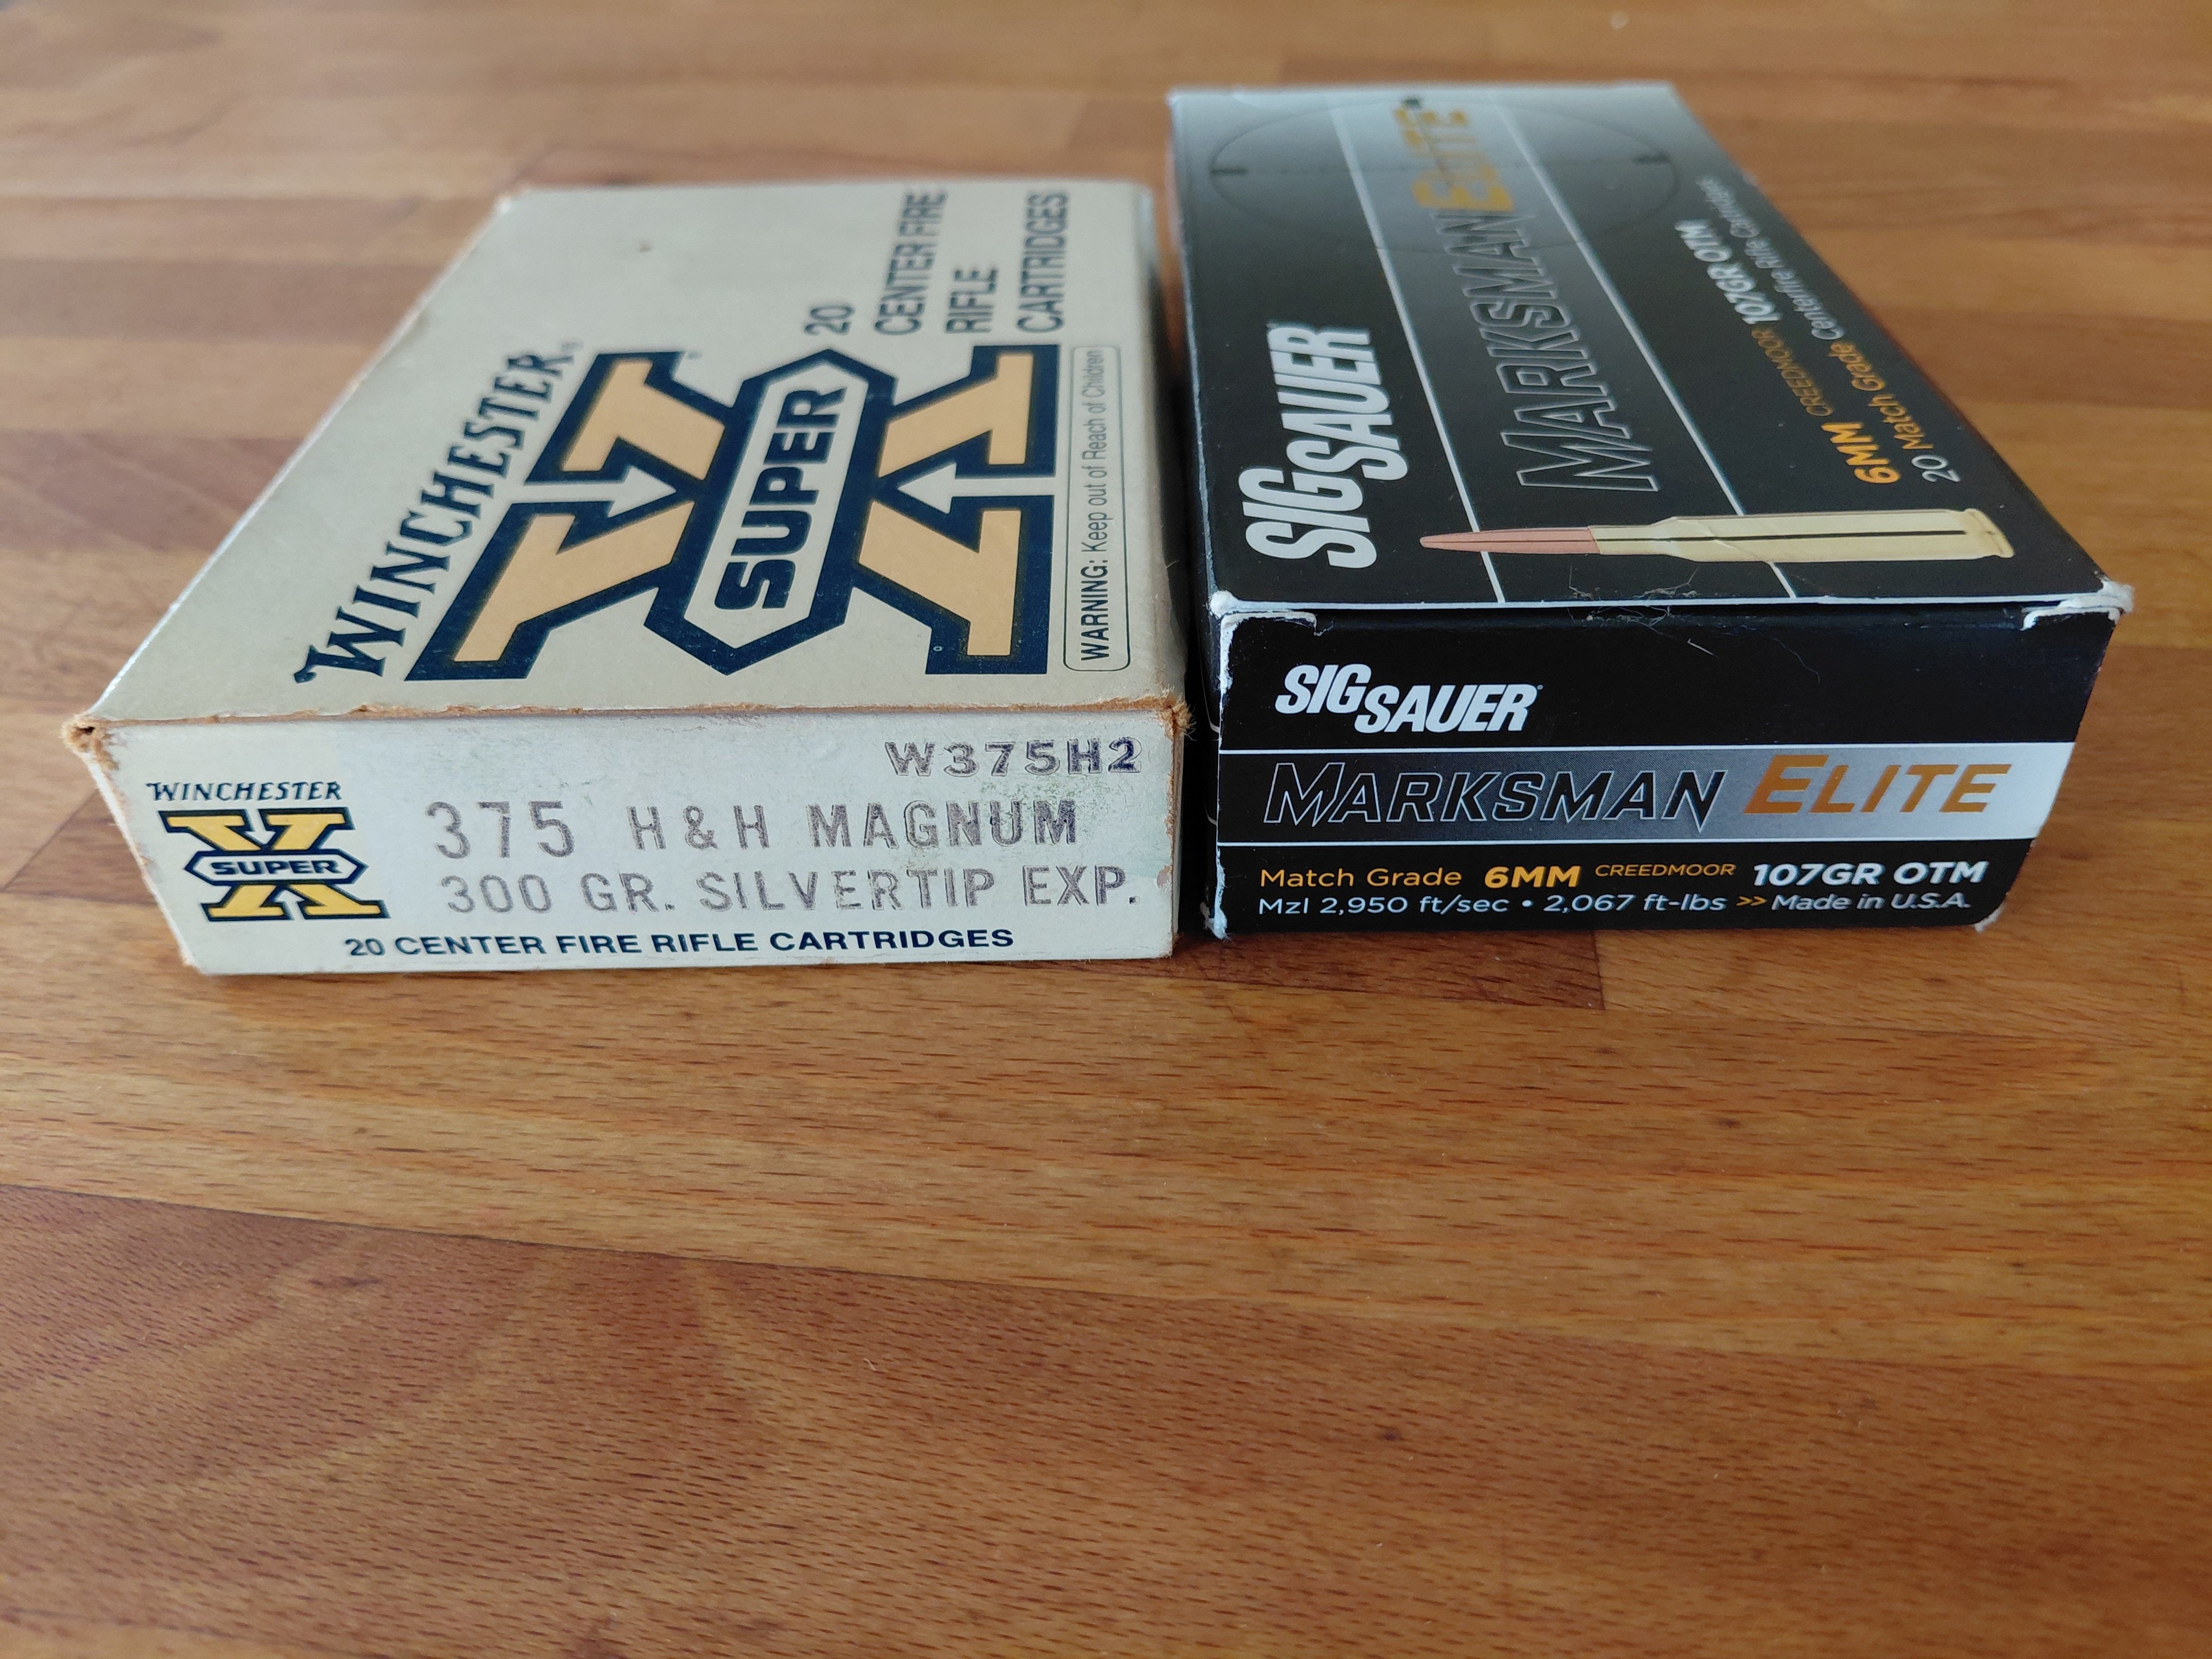 WINCHESTER
SUPER
X
20
CENTER FIRE
RIFLE
CARTRIDGES
WARNING: Keep out of Reach of Children
W375H2
WINCHESTER
SUPER
X
375 H&H MAGNUM
300 GR. SILVERTIP EXP.
20 CENTER FIRE RIFLE CARTRIDGES
SIG SAUER
MARKSMAN ELITE
6MM CREEDMOOR 107GR OTM
20 Match Grade Centerfire Rifle Cartridges
SIG SAUER
MARKSMAN ELITE
Match Grade 6MM CREEDMOOR 107GR OTM
Mzl 2,950 ft/sec • 2,067 ft-lbs >> Made in U.S.A.